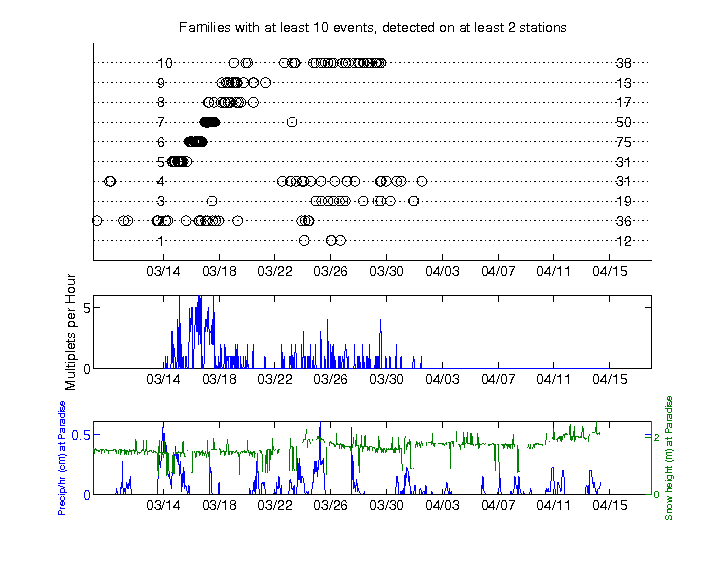 Families with at least 10 events, detected on at least 2 stations
10 36
9 13
8 17
7 50
6 75
5 31
4 31
3 19
2 36
1 12
03/14 03/18 03/22 03/26 03/30 04/03 04/07 04/11 04/15
Multiplets per Hour
5
0
03/14 03/18 03/22 03/26 03/30 04/03 04/07 04/11 04/15
Precip/hr (cm) at Paradise
0.5
0
2
0
Snow height (m) at Paradise
03/14 03/18 03/22 03/26 03/30 04/03 04/07 04/11 04/15